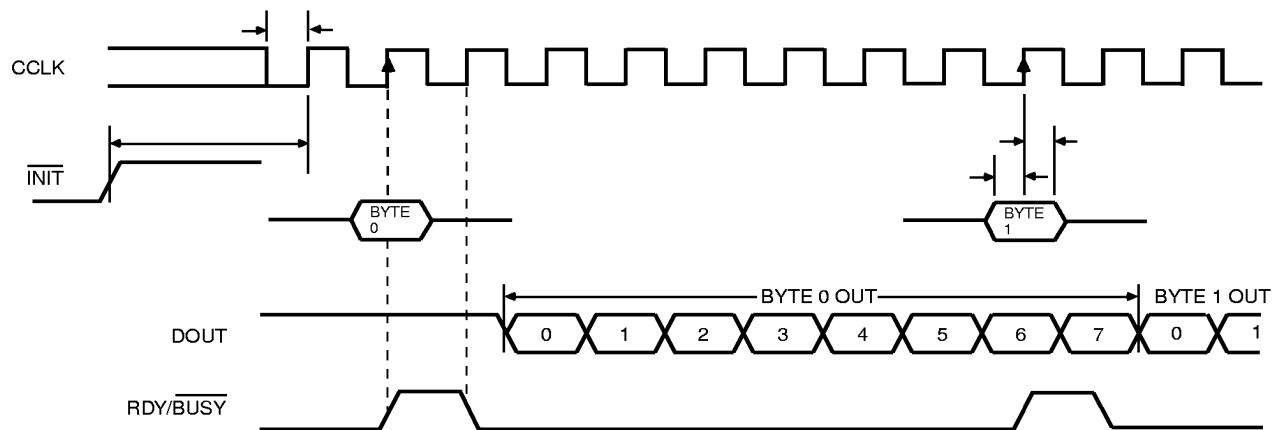 CCLK
INIT
BYTE
0
BYTE
1
BYTE 0 OUT
BYTE 1 OUT
DOUT
0 1 2 3 4 5 6 7 0 1
RDY/BUSY